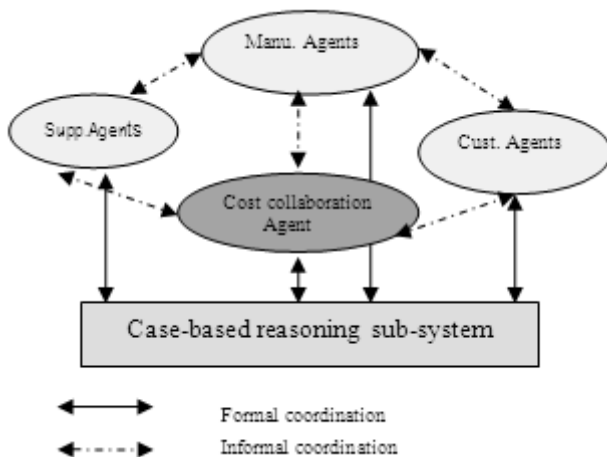 Manu. Agents
Supp.Agents
Cust. Agents
Cost collaboration
Agent
Case-based reasoning sub-system
Formal coordination
Informal coordination